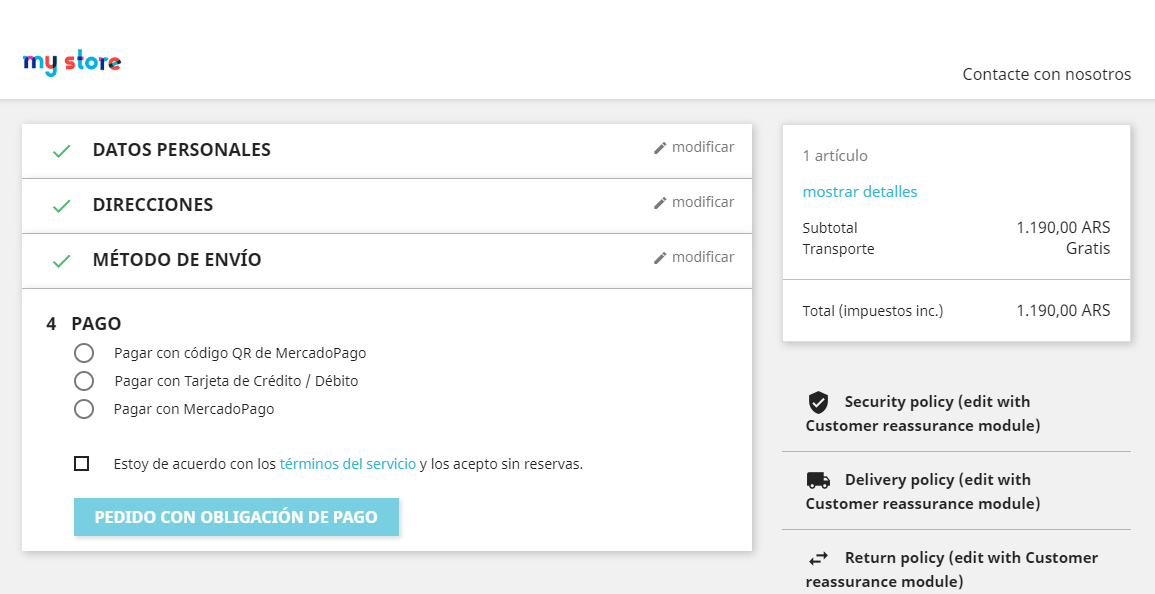 my store
Contacte con nosotros
DATOS PERSONALES
modificar
DIRECCIONES
modificar
MÉTODO DE ENVÍO
modificar
4 PAGO
Pagar con código QR de MercadoPago
Pagar con Tarjeta de Crédito / Débito
Pagar con MercadoPago
Estoy de acuerdo con los términos del servicio y los acepto sin reservas.
PEDIDO CON OBLIGACIÓN DE PAGO
1 artículo
mostrar detalles
Subtotal 1.190,00 ARS
Transporte Gratis
Total (impuestos inc.) 1.190,00 ARS
Security policy (edit with
Customer reassurance module)
Delivery policy (edit with
Customer reassurance module)
Return policy (edit with Customer
reassurance module)